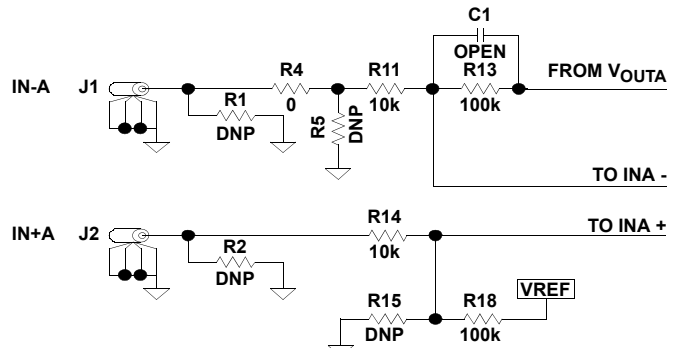 C1
OPEN
IN-A J1 R4 R11 R13 FROM VOUTA
R1 0 10k 100k
DNP R5 DNP
TO INA -
IN+A J2 R14 TO INA +
R2 10k
DNP
R15 R18 VREF
DNP 100k